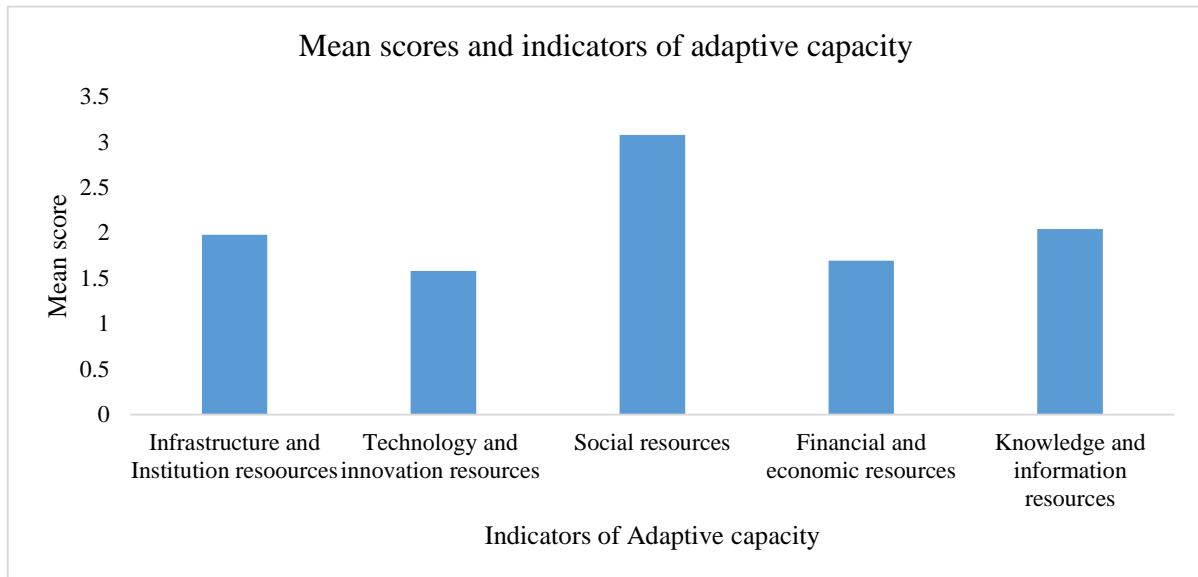 Mean scores and indicators of adaptive capacity
3.5
3
2.5
2
1.5
1
0.5
0
Mean score
Infrastructure and
Institution resoources
Technology and
innovation resources
Social resources
Financial and
economic resources
Knowledge and
information
resources
Indicators of Adaptive capacity